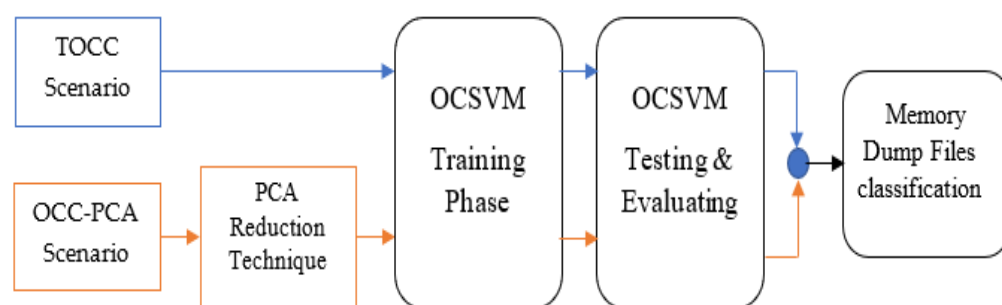 TOCC
Scenario
OCC-PCA
Scenario
PCA
Reduction
Technique
OCSVM
Training
Phase
OCSVM
Testing &
Evaluating
Memory
Dump Files
classification